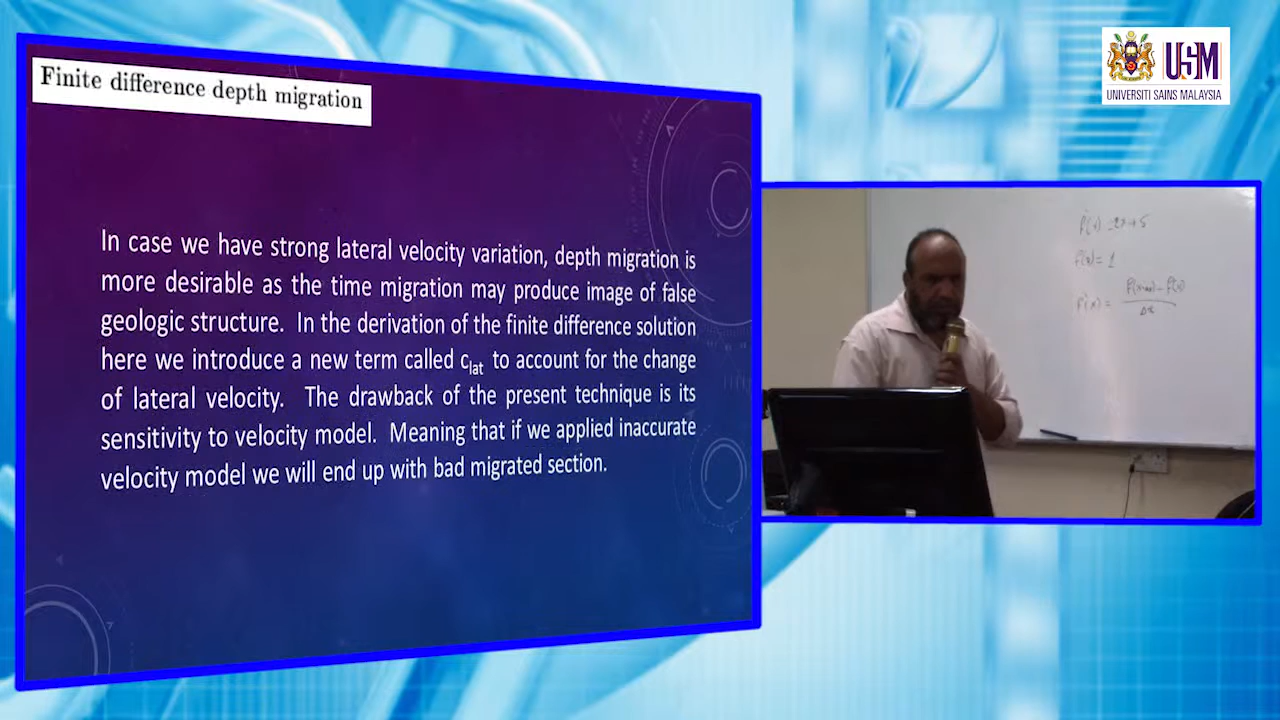 Finite difference depth migration
In case we have strong lateral velocity variation, depth migration is
more desirable as the time migration may produce image of false
geologic structure. In the derivation of the finite difference solution
here we introduce a new term called clat to account for the change
of lateral velocity. The drawback of the present technique is its
sensitivity to velocity model. Meaning that if we applied inaccurate
velocity model we will end up with bad migrated section.
USM
UNIVERSITI SAINS MALAYSIA